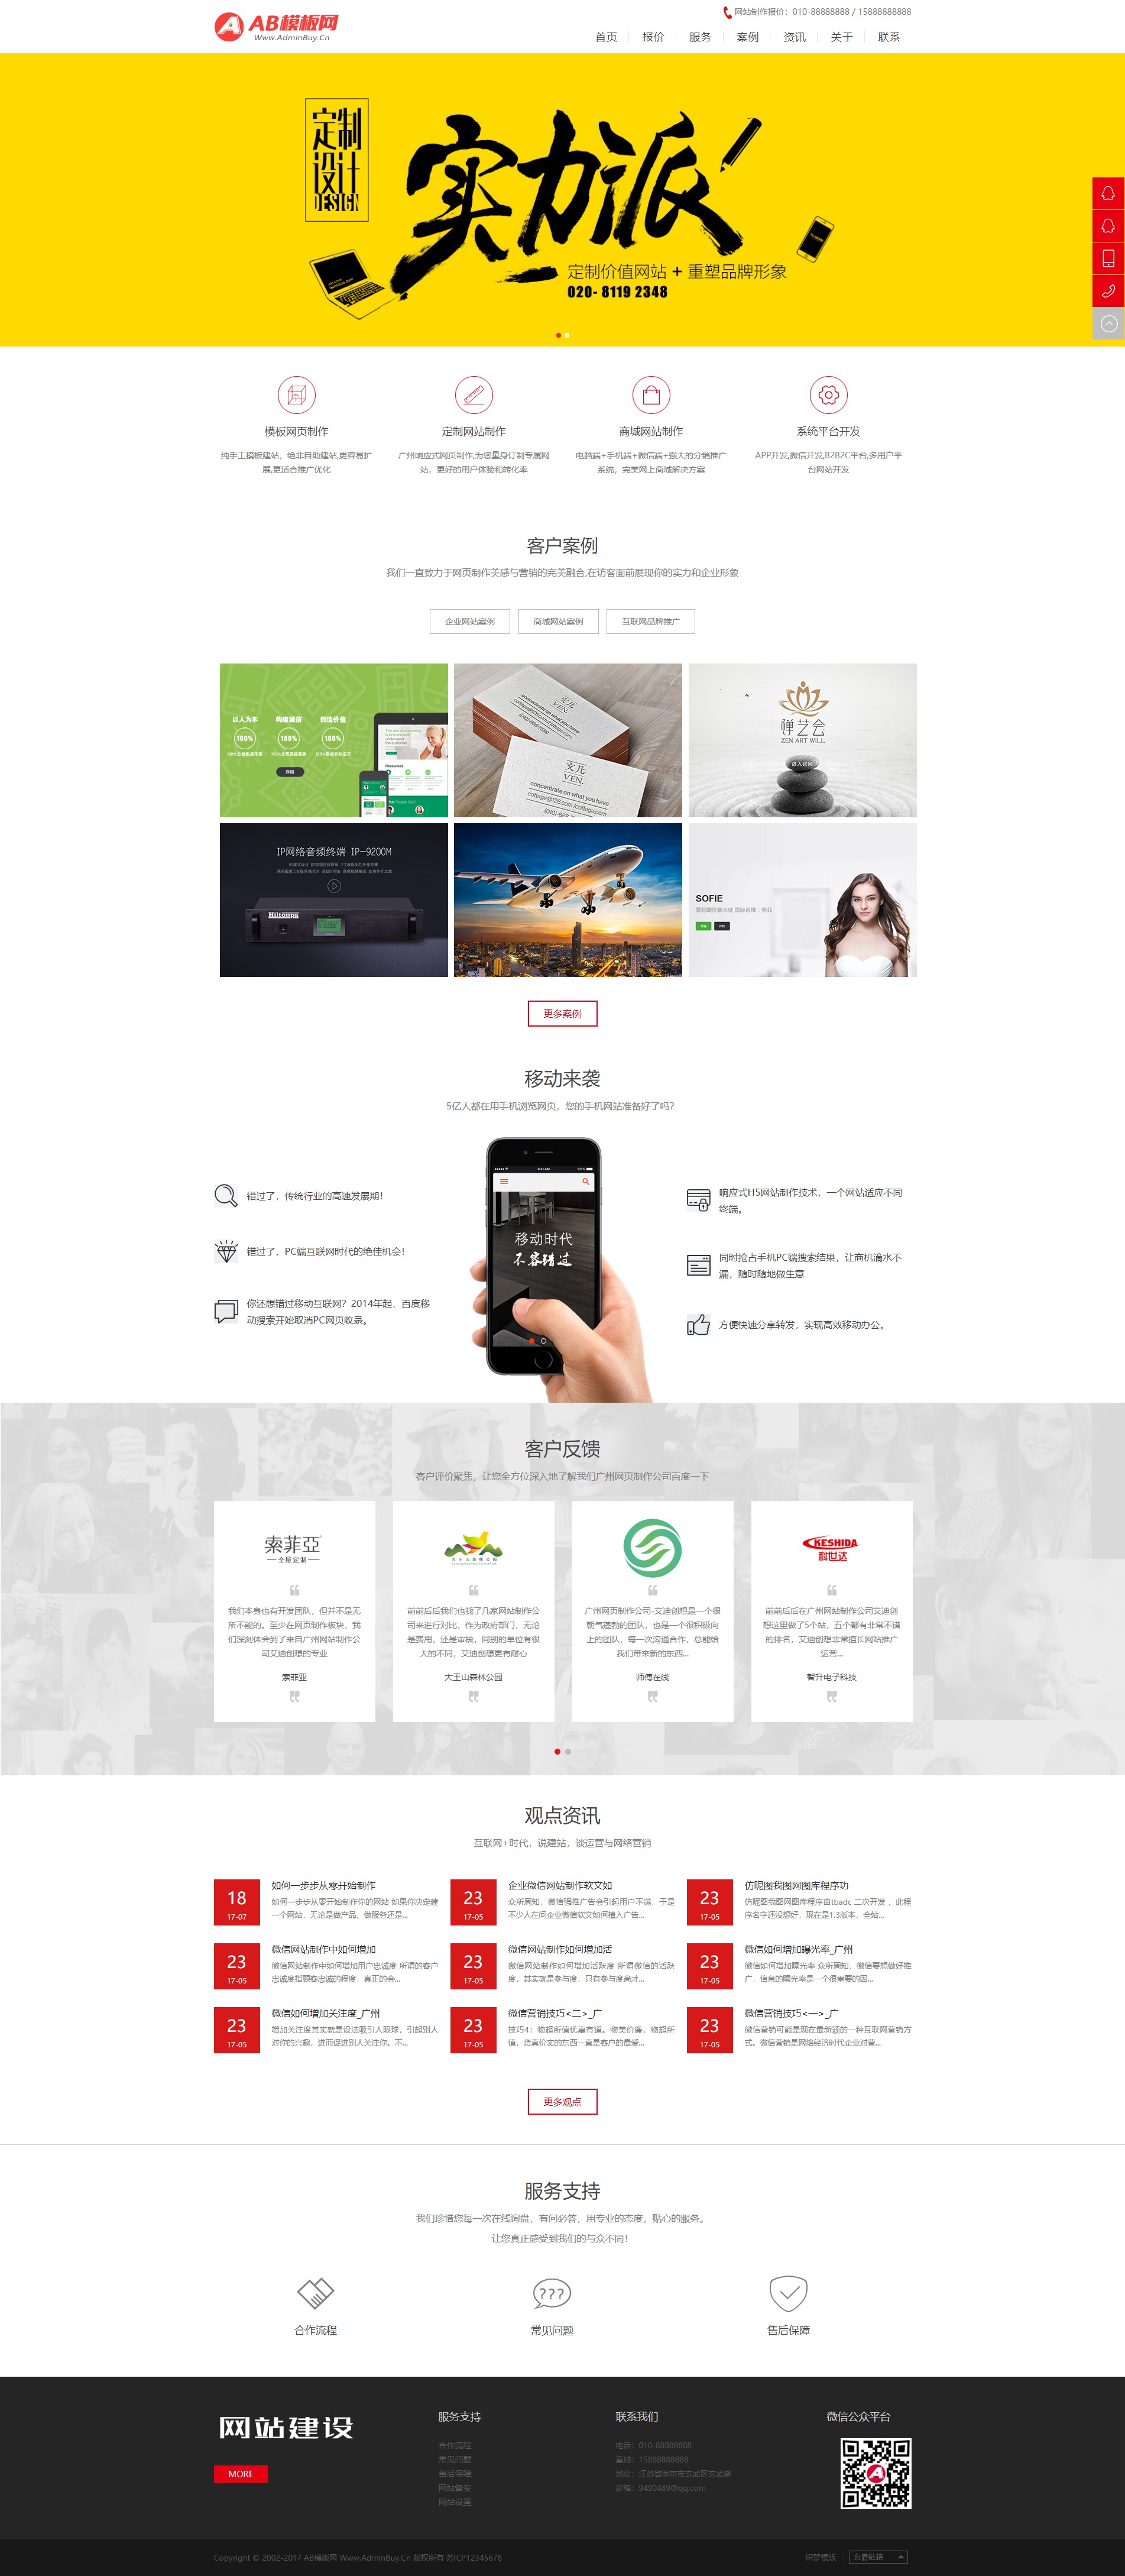 AB模板网
Www.AdminBuy.Cn
网站制作报价：010-88888888 / 15888888888
首页 报价 服务 案例 资讯 关于 联系
定制
设计
DESIGN
实力派
定制价值网站 + 重塑品牌形象
020- 8119 2348
模板网页制作
纯手工模板建站，绝非自助建站,更容易扩
展,更适合推广优化
定制网站制作
广州响应式网页制作,为您量身订制专属网
站，更好的用户体验和转化率
商城网站制作
电脑端+手机端+微信端+强大的分销推广
系统，完美网上商城解决方案
系统平台开发
APP开发,微信开发,B2B2C平台,多用户平
台网站开发
客户案例
我们一直致力于网页制作美感与营销的完美融合,在访客面前展现你的实力和企业形象
企业网站案例
商城网站案例
互联网品牌推广
以人为本 构建诚信 创造价值
100% 100% 100%
Resources
文兀
VEN.
concentrate on what you have
文兀
VEN.
concentrate on what you have
禅艺会
ZEN ART WILL
IP网络音频终端 IP-9200M
Hiltonpa
SOFIE
更多案例
移动来袭
5亿人都在用手机浏览网页，您的手机网站准备好了吗?
错过了，传统行业的高速发展期！
错过了，PC端互联网时代的绝佳机会！
你还想错过移动互联网？2014年起，百度移
动搜索开始取消PC网页收录。
移动时代
不容错过
响应式H5网站制作技术，一个网站适应不同
终端。
同时抢占手机PC端搜索结果，让商机滴水不
漏，随时随地做生意
方便快速分享转发，实现高效移动办公。
客户反馈
客户评价聚焦，让您全方位深入地了解我们广州网页制作公司百度一下
索菲亞
全屋定制
我们本身也有开发团队，但并不是无
所不能的。至少在网页制作板块，我
们深刻体会到了来自广州网站制作公
司艾迪创想的专业
索菲亚
大王山森林公园
前前后后我们也找了几家网站制作公
司来进行对比，作为政府部门，无论
是费用，还是审核，同别的单位有很
大的不同，艾迪创想更有耐心
大王山森林公园
广州网页制作公司-艾迪创想是一个很
朝气蓬勃的团队，也是一个很积极向
上的团队，每一次沟通合作，总能给
我们带来新的东西...
师傅在线
KESHIDA
科世达
前前后后在广州网站制作公司艾迪创
想这里做了5个站，五个都有非常不错
的排名，艾迪创想非常擅长网站推广
运营...
智升电子科技
观点资讯
互联网+时代，说建站，谈运营与网络营销
18
17-07
如何一步步从零开始制作
如何一步步从零开始制作你的网站 如果你决定建
一个网站，无论是做产品、做服务还是...
23
17-05
企业微信网站制作软文如
众所周知，微信强推广告会引起用户不满，于是
不少人在问企业微信软文如何植入广告...
23
17-05
仿昵图我图网图库程序功
仿昵图我图网图库程序由tbadc 二次开发 ，此程
序名字还没想好，现在是1.3版本，全站...
23
17-05
微信网站制作中如何增加
微信网站制作中如何增加用户忠诚度 所谓的客户
忠诚度指顾客忠诚的程度，真正的会...
23
17-05
微信网站制作如何增加活
微信网站制作如何增加活跃度 所谓微信的活跃
度，其实就是参与度，只有参与度高才...
23
17-05
微信如何增加曝光率_广州
微信如何增加曝光率 众所周知，微信要想做好推
广，信息的曝光率是一个很重要的因...
23
17-05
微信如何增加关注度_广州
增加关注度其实就是设法吸引人眼球，引起别人
对你的兴趣，进而促进别人关注你。不...
23
17-05
微信营销技巧<二>_广
技巧4：物超所值优惠有道。物美价廉，物超所
值，货真价实的东西一直是客户的最爱...
23
17-05
微信营销技巧<一>_广
微信营销可能是现在最新颖的一种互联网营销方
式。微信营销是网络经济时代企业对营...
更多观点
服务支持
我们珍惜您每一次在线询盘，有问必答，用专业的态度，贴心的服务。
让您真正感受到我们的与众不同！
合作流程
???
常见问题
售后保障
网站建设
MORE
服务支持
合作流程
常见问题
售后保障
网站备案
网站设置
联系我们
电话：010-88888888
直线：15888888888
地址：江苏省南京市玄武区玄武湖
邮箱：9490489@qq.com
微信公众平台
Copyright © 2002-2017 AB模版网 Www.AdminBuy.Cn 版权所有 苏ICP12345678
织梦模版
友情链接